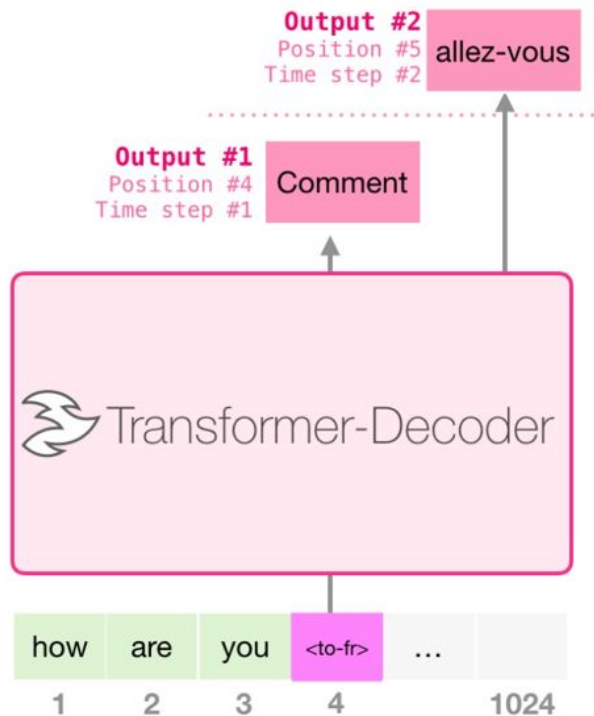 Output #2
Position #5
Time step #2
allez-vous
Output #1
Position #4
Time step #1
Comment
Transformer-Decoder
how are you <to-fr> ...
1 2 3 4 1024